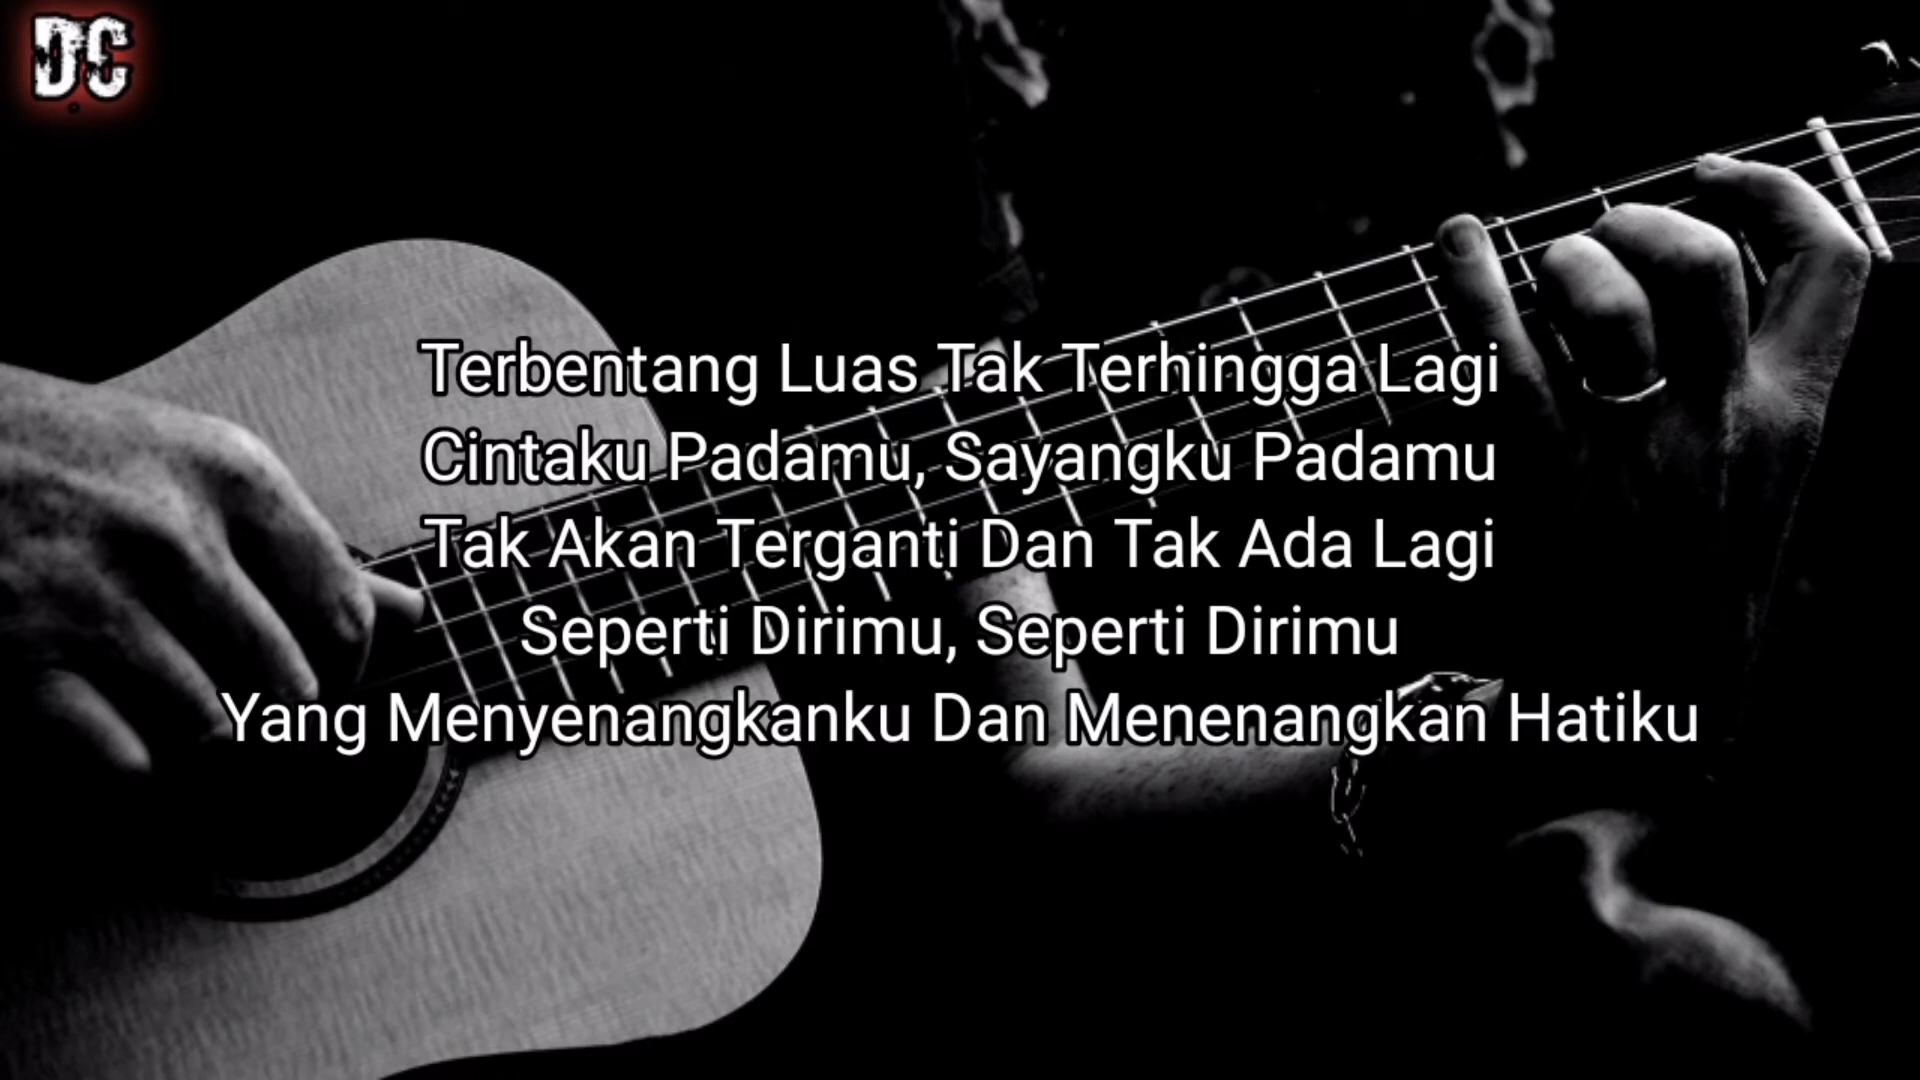 DC
Terbentang Luas Tak Terhingga Lagi
Cintaku Padamu, Sayangku Padamu
Tak Akan Terganti Dan Tak Ada Lagi
Seperti Dirimu, Seperti Dirimu
Yang Menyenangkanku Dan Menenangkan Hatiku